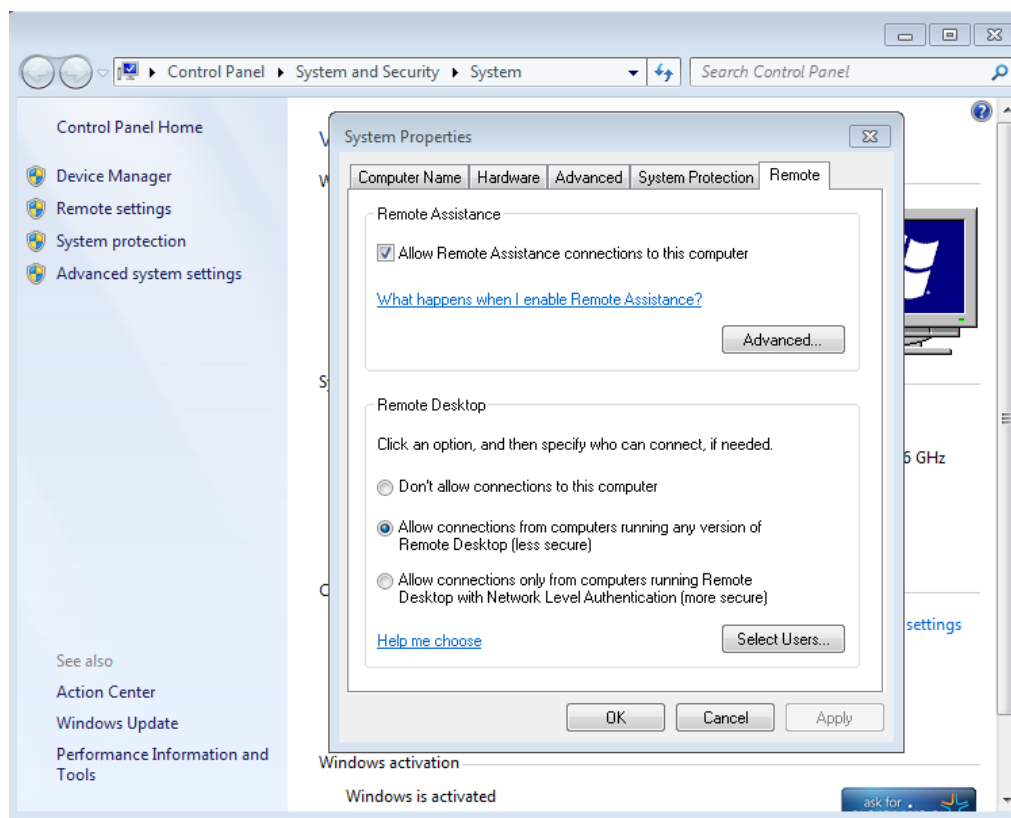 Control Panel
System and Security
System
Search Control Panel
Control Panel Home
Device Manager
Remote settings
System protection
Advanced system settings
See also
Action Center
Windows Update
Performance Information and
Tools
System Properties
Computer Name
Hardware
Advanced
System Protection
Remote
Remote Assistance
Allow Remote Assistance connections to this computer
What happens when I enable Remote Assistance?
Advanced...
Remote Desktop
Click an option, and then specify who can connect, if needed.
Don't allow connections to this computer
Allow connections from computers running any version of
Remote Desktop (less secure)
Allow connections only from computers running Remote
Desktop with Network Level Authentication (more secure)
Help me choose
Select Users...
OK
Cancel
Apply
GHz
settings
Windows activation
Windows is activated
ask for